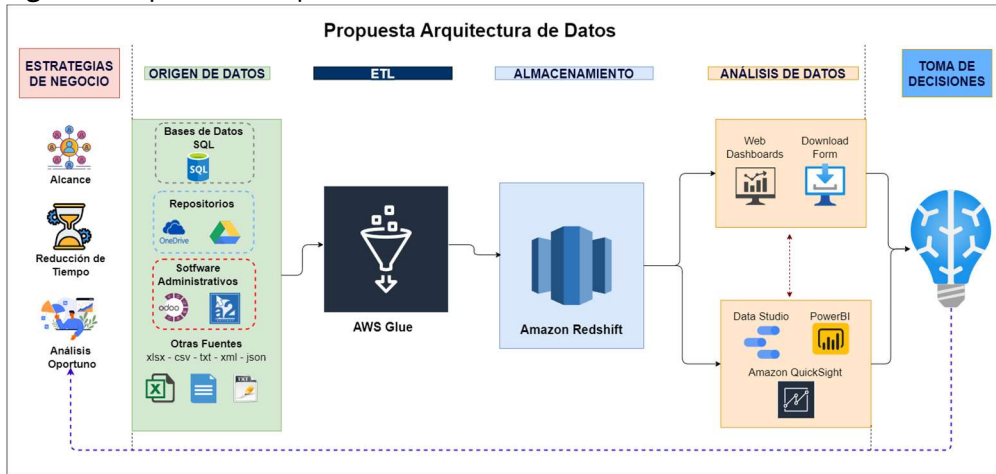 Propuesta Arquitectura de Datos
ESTRATEGIAS
DE NEGOCIO
ORIGEN DE DATOS
ETL
ALMACENAMIENTO
ANÁLISIS DE DATOS
TOMA DE
DECISIONES
Alcance
Reducción de
Tiempo
Análisis
Oportuno
Bases de Datos
SQL
SQL
Repositorios
OneDrive
Sotfware
Administrativos
odoo
a2
Otras Fuentes
xlsx - csv - txt - xml - json
TXT
AWS Glue
Amazon Redshift
Web
Dashboards
Download
Form
Data Studio
PowerBI
Amazon QuickSight